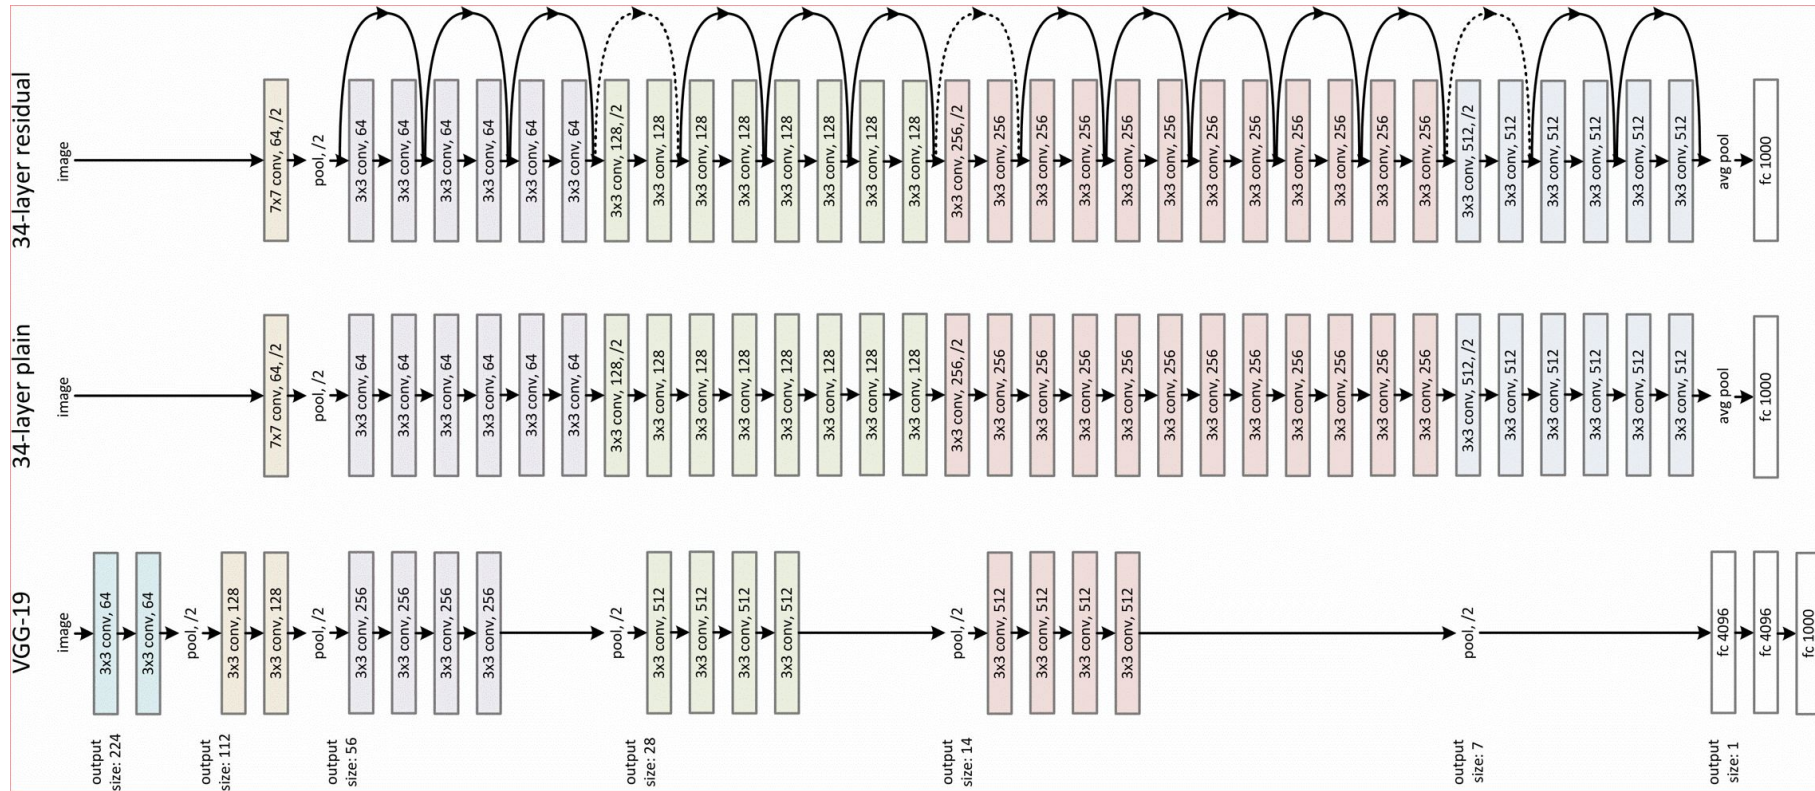 34-layer residual
image
7x7 conv, 64, /2
pool, /2
3x3 conv, 64
3x3 conv, 64
3x3 conv, 64
3x3 conv, 64
3x3 conv, 64
3x3 conv, 64
3x3 conv, 128, /2
3x3 conv, 128
3x3 conv, 128
3x3 conv, 128
3x3 conv, 128
3x3 conv, 128
3x3 conv, 128
3x3 conv, 128
3x3 conv, 256, /2
3x3 conv, 256
3x3 conv, 256
3x3 conv, 256
3x3 conv, 256
3x3 conv, 256
3x3 conv, 256
3x3 conv, 256
3x3 conv, 256
3x3 conv, 256
3x3 conv, 256
3x3 conv, 256
3x3 conv, 512, /2
3x3 conv, 512
3x3 conv, 512
3x3 conv, 512
3x3 conv, 512
3x3 conv, 512
avg pool
fc 1000
34-layer plain
image
7x7 conv, 64, /2
pool, /2
3x3 conv, 64
3x3 conv, 64
3x3 conv, 64
3x3 conv, 64
3x3 conv, 64
3x3 conv, 64
3x3 conv, 128, /2
3x3 conv, 128
3x3 conv, 128
3x3 conv, 128
3x3 conv, 128
3x3 conv, 128
3x3 conv, 128
3x3 conv, 128
3x3 conv, 256, /2
3x3 conv, 256
3x3 conv, 256
3x3 conv, 256
3x3 conv, 256
3x3 conv, 256
3x3 conv, 256
3x3 conv, 256
3x3 conv, 256
3x3 conv, 256
3x3 conv, 256
3x3 conv, 256
3x3 conv, 512, /2
3x3 conv, 512
3x3 conv, 512
3x3 conv, 512
3x3 conv, 512
3x3 conv, 512
avg pool
fc 1000
VGG-19
image
3x3 conv, 64
3x3 conv, 64
pool, /2
3x3 conv, 128
3x3 conv, 128
pool, /2
3x3 conv, 256
3x3 conv, 256
3x3 conv, 256
3x3 conv, 256
pool, /2
3x3 conv, 512
3x3 conv, 512
3x3 conv, 512
3x3 conv, 512
pool, /2
3x3 conv, 512
3x3 conv, 512
3x3 conv, 512
3x3 conv, 512
pool, /2
fc 4096
fc 4096
fc 1000
output
size: 224
output
size: 112
output
size: 56
output
size: 28
output
size: 14
output
size: 7
output
size: 1